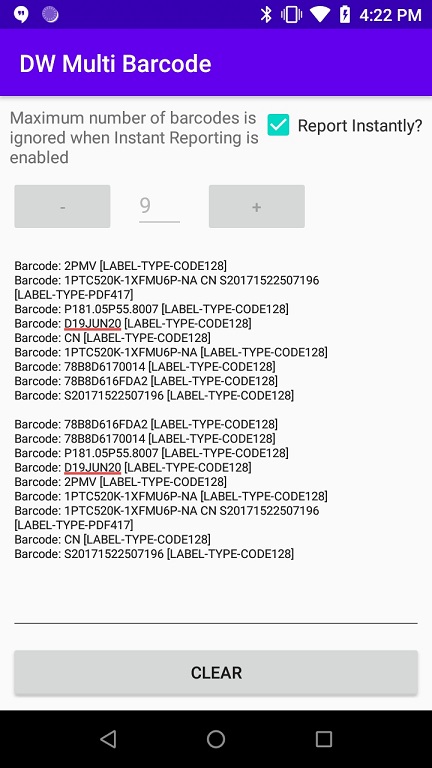 4:22 PM
DW Multi Barcode
Maximum number of barcodes is
ignored when Instant Reporting is
enabled
Report Instantly?
-
9
+
Barcode: 2PMV [LABEL-TYPE-CODE128]
Barcode: 1PTC520K-1XFMU6P-NA CN S20171522507196
[LABEL-TYPE-PDF417]
Barcode: P181.05P55.8007 [LABEL-TYPE-CODE128]
Barcode: D19JUN20 [LABEL-TYPE-CODE128]
Barcode: CN [LABEL-TYPE-CODE128]
Barcode: 1PTC520K-1XFMU6P-NA [LABEL-TYPE-CODE128]
Barcode: 78B8D6170014 [LABEL-TYPE-CODE128]
Barcode: 78B8D616FDA2 [LABEL-TYPE-CODE128]
Barcode: S20171522507196 [LABEL-TYPE-CODE128]
Barcode: 78B8D616FDA2 [LABEL-TYPE-CODE128]
Barcode: 78B8D6170014 [LABEL-TYPE-CODE128]
Barcode: P181.05P55.8007 [LABEL-TYPE-CODE128]
Barcode: D19JUN20 [LABEL-TYPE-CODE128]
Barcode: 2PMV [LABEL-TYPE-CODE128]
Barcode: 1PTC520K-1XFMU6P-NA [LABEL-TYPE-CODE128]
Barcode: 1PTC520K-1XFMU6P-NA CN S20171522507196
[LABEL-TYPE-PDF417]
Barcode: CN [LABEL-TYPE-CODE128]
Barcode: S20171522507196 [LABEL-TYPE-CODE128]
CLEAR